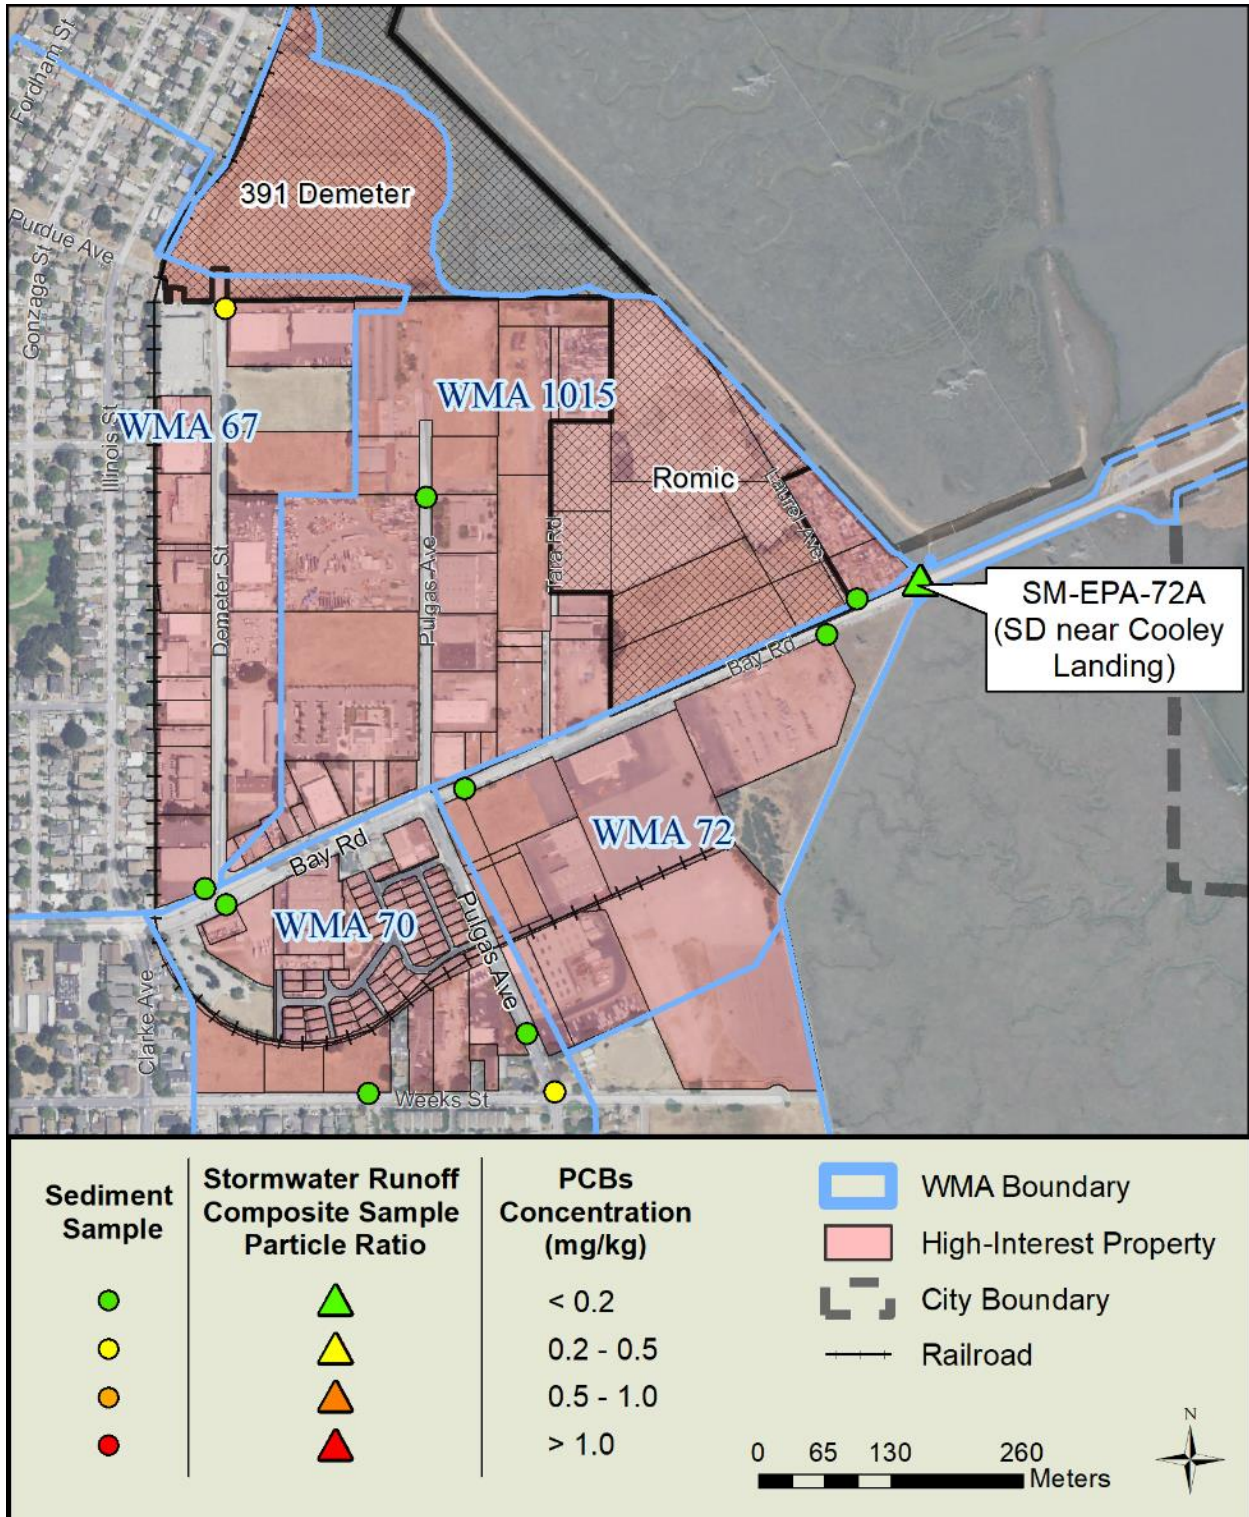 Fordham St
391 Demeter
Purdue Ave
Gonzaga St
WMA 1015
WMA 67
Illinois St
Romic
Laurel Ave
Tara Rd
Demeter St
Pulgas Ave
SM-EPA-72A
(SD near Cooley
Landing)
Bay Rd
WMA 72
Bay Rd
WMA 70
Pulgas Ave
Clarke Ave
Weeks St
Sediment
Sample
Stormwater Runoff
Composite Sample
Particle Ratio
PCBs
Concentration
(mg/kg)
< 0.2
0.2 - 0.5
0.5 - 1.0
> 1.0
WMA Boundary
High-Interest Property
City Boundary
Railroad
N
0 65 130 260
Meters